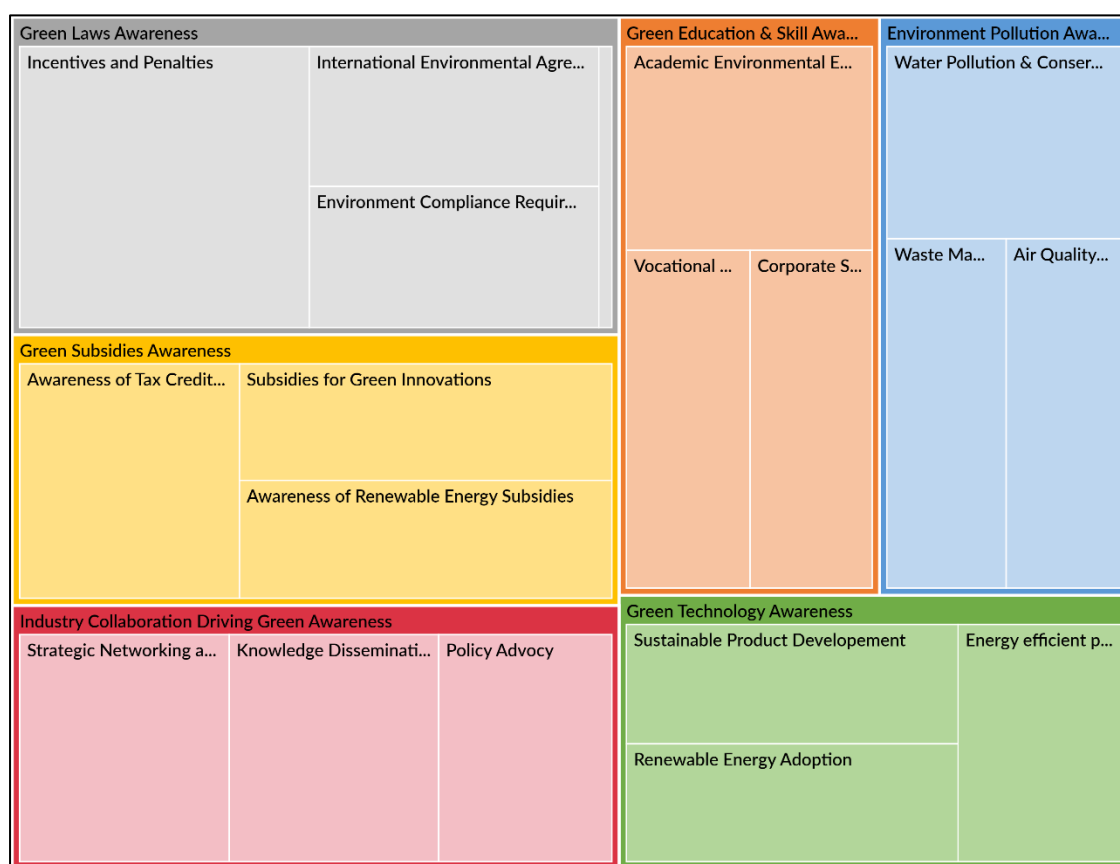 Green Laws Awareness
Incentives and Penalties
International Environmental Agre...
Environment Compliance Requir...
Green Subsidies Awareness
Awareness of Tax Credit...
Subsidies for Green Innovations
Awareness of Renewable Energy Subsidies
Industry Collaboration Driving Green Awareness
Strategic Networking a...
Knowledge Disseminati...
Policy Advocy
Green Education & Skill Awa...
Academic Environmental E...
Vocational ...
Corporate S...
Environment Pollution Awa...
Water Pollution & Conser...
Waste Ma...
Air Quality...
Green Technology Awareness
Sustainable Product Developement
Energy efficient p...
Renewable Energy Adoption